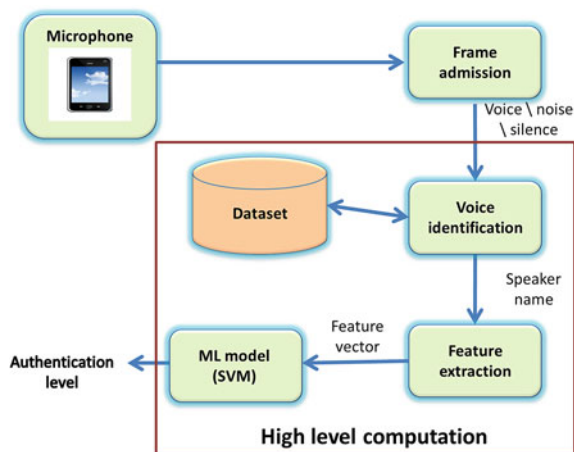 Microphone
Frame
admission
Voice \ noise
\ silence
Dataset
Voice
identification
Speaker
name
Feature
vector
ML model
(SVM)
Feature
extraction
Authentication
level
High level computation